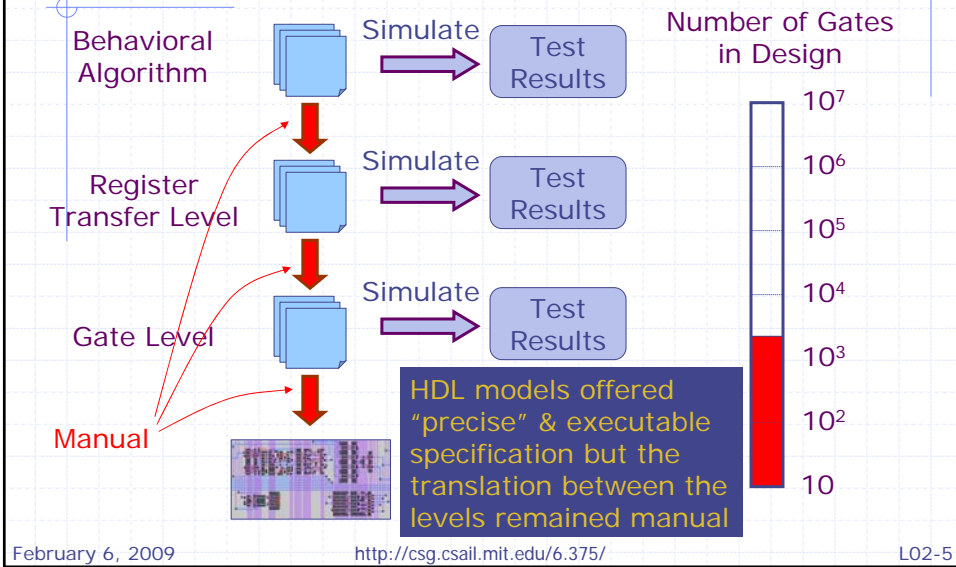 Behavioral
Algorithm
Simulate
Test
Results
Number of Gates
in Design
10⁷
10⁶
10⁵
10⁴
10³
10²
10
Register
Transfer Level
Simulate
Test
Results
Gate Level
Simulate
Test
Results
Manual
HDL models offered
“precise” & executable
specification but the
translation between the
levels remained manual
February 6, 2009
http://csg.csail.mit.edu/6.375/
L02-5